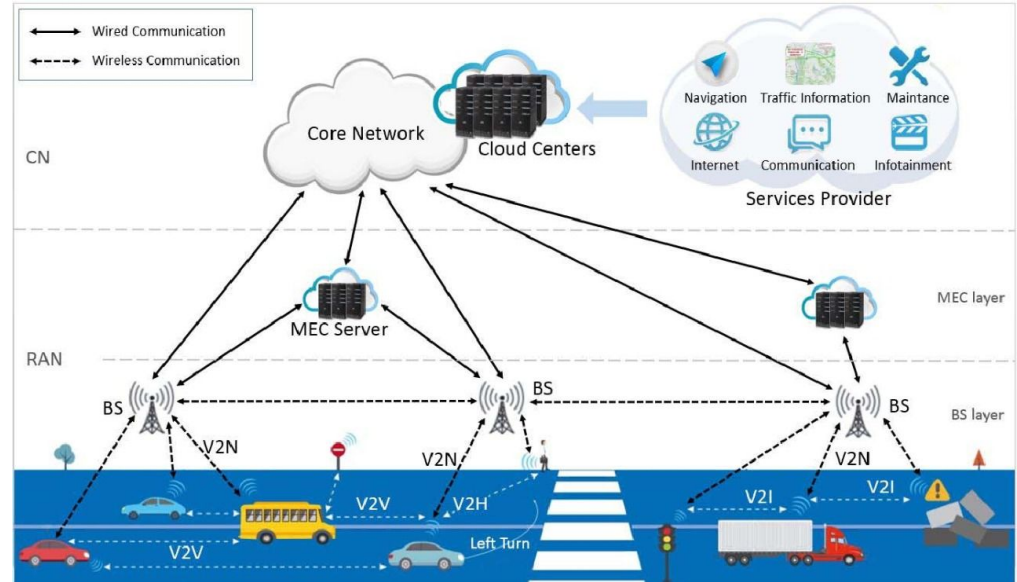 Wired Communication
Wireless Communication
Navigation
Traffic Information
Maintance
Internet
Communication
Infotainment
Services Provider
Core Network
Cloud Centers
CN
MEC Server
MEC layer
RAN
BS
BS
BS
BS layer
V2N
V2N
V2N
V2V
V2H
V2I
V2I
V2V
Left Turn